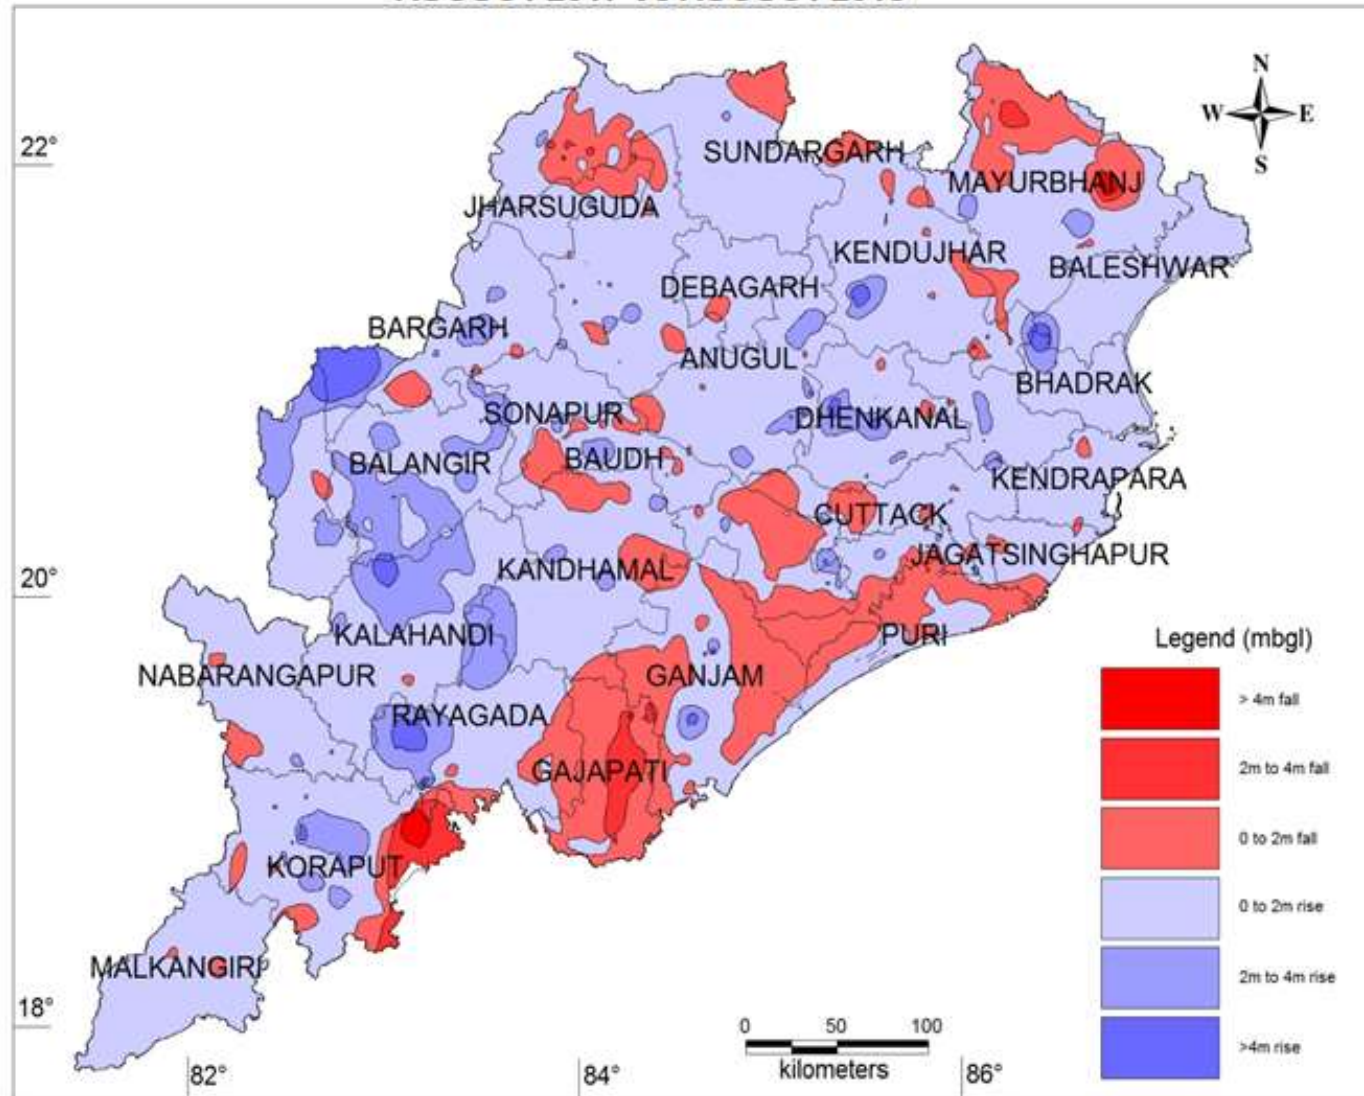 N
W E
S
22°
SUNDARGARH
MAYURBHANJ
JHARSUGUDA
KENDUJHAR
BALESHWAR
DEBAGARH
BARGARH
ANUGUL
BHADRAK
SONAPUR
DHENKANAL
BALANGIR
BAUDH
KENDRAPARA
CUTTACK
JAGATSINGHAPUR
KANDHAMAL
20°
KALAHANDI
PURI
NABARANGAPUR
GANJAM
RAYAGADA
GAJAPATI
KORAPUT
MALKANGIRI
18°
Legend (mbgl)
> 4m fall
2m to 4m fall
0 to 2m fall
0 to 2m rise
2m to 4m rise
>4m rise
0 50 100
kilometers
82° 84° 86°